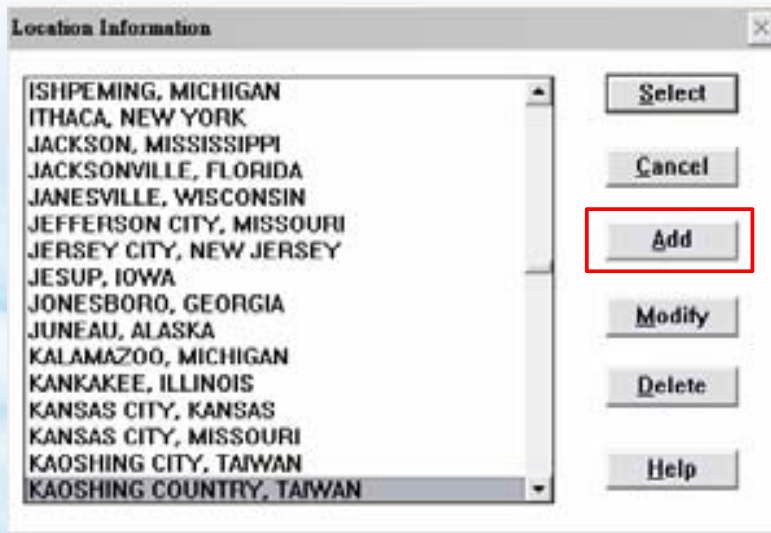 Location Information
ISHPEMING, MICHIGAN
ITHACA, NEW YORK
JACKSON, MISSISSIPPI
JACKSONVILLE, FLORIDA
JANESVILLE, WISCONSIN
JEFFERSON CITY, MISSOURI
JERSEY CITY, NEW JERSEY
JESUP, IOWA
JONESBORO, GEORGIA
JUNEAU, ALASKA
KALAMAZOO, MICHIGAN
KANKAKEE, ILLINOIS
KANSAS CITY, KANSAS
KANSAS CITY, MISSOURI
KAOSHING CITY, TAIWAN
KAOSHING COUNTRY, TAIWAN
Select
Cancel
Add
Modify
Delete
Help